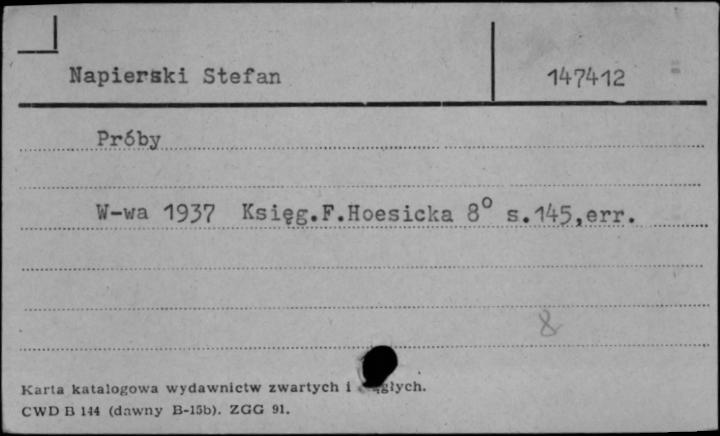 Napierski Stefan 147412
Próby
W-wa 1937 Księg.F.Hoesicka 8° s.145,err.
8
Karta katalogowa wydawnictw zwartych i
CWD B 144 (dawny B-15b). ZGG 91.